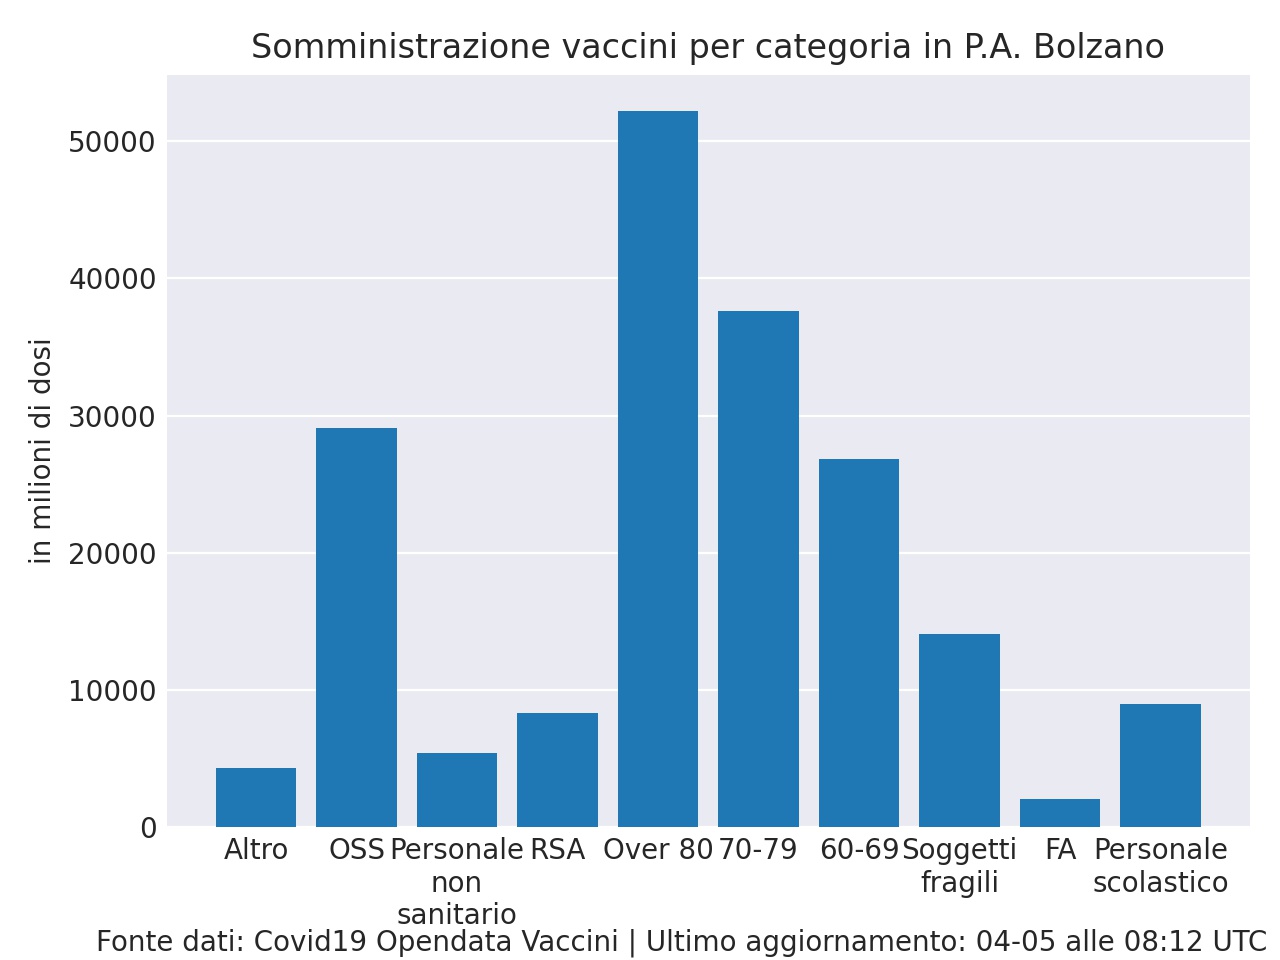 Somministrazione vaccini per categoria in P.A. Bolzano
in milioni di dosi
50000
40000
30000
20000
10000
0
Altro
OSS
Personale
non
sanitario
RSA
Over 80
70-79
60-69
Soggetti
fragili
FA
Personale
scolastico
Fonte dati: Covid19 Opendata Vaccini | Ultimo aggiornamento: 04-05 alle 08:12 UTC